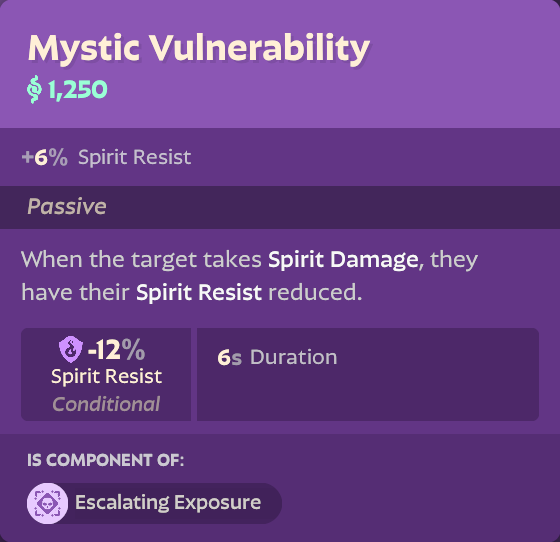 Mystic Vulnerability
1,250
+6% Spirit Resist
Passive
When the target takes Spirit Damage, they
have their Spirit Resist reduced.
-12%
Spirit Resist
Conditional
6s Duration
IS COMPONENT OF:
Escalating Exposure